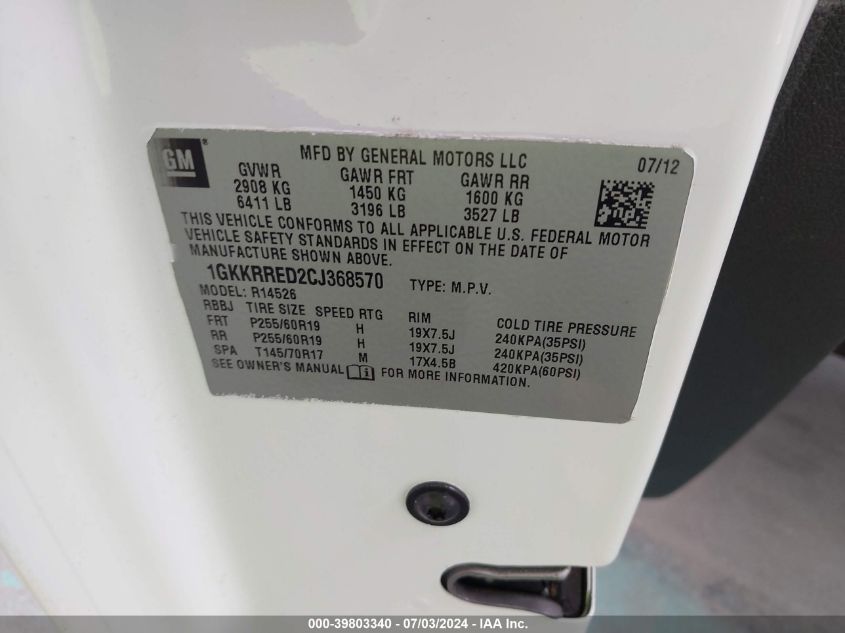 GM®
MFD BY GENERAL MOTORS LLC 07/12
GVWR GAWR FRT GAWR RR
2908 KG 1450 KG 1600 KG
6411 LB 3196 LB 3527 LB
THIS VEHICLE CONFORMS TO ALL APPLICABLE U.S. FEDERAL MOTOR
VEHICLE SAFETY STANDARDS IN EFFECT ON THE DATE OF
MANUFACTURE SHOWN ABOVE.
1GKKRRED2CJ368570 TYPE: M.P.V.
MODEL: R14526
RBBJ TIRE SIZE SPEED RTG RIM COLD TIRE PRESSURE
FRT P255/60R19 H 19X7.5J 240KPA(35PSI)
RR P255/60R19 H 19X7.5J 240KPA(35PSI)
SPA T145/70R17 M 17X4.5B 420KPA(60PSI)
SEE OWNER'S MANUAL i FOR MORE INFORMATION.
000-39803340 - 07/03/2024 - IAA Inc.